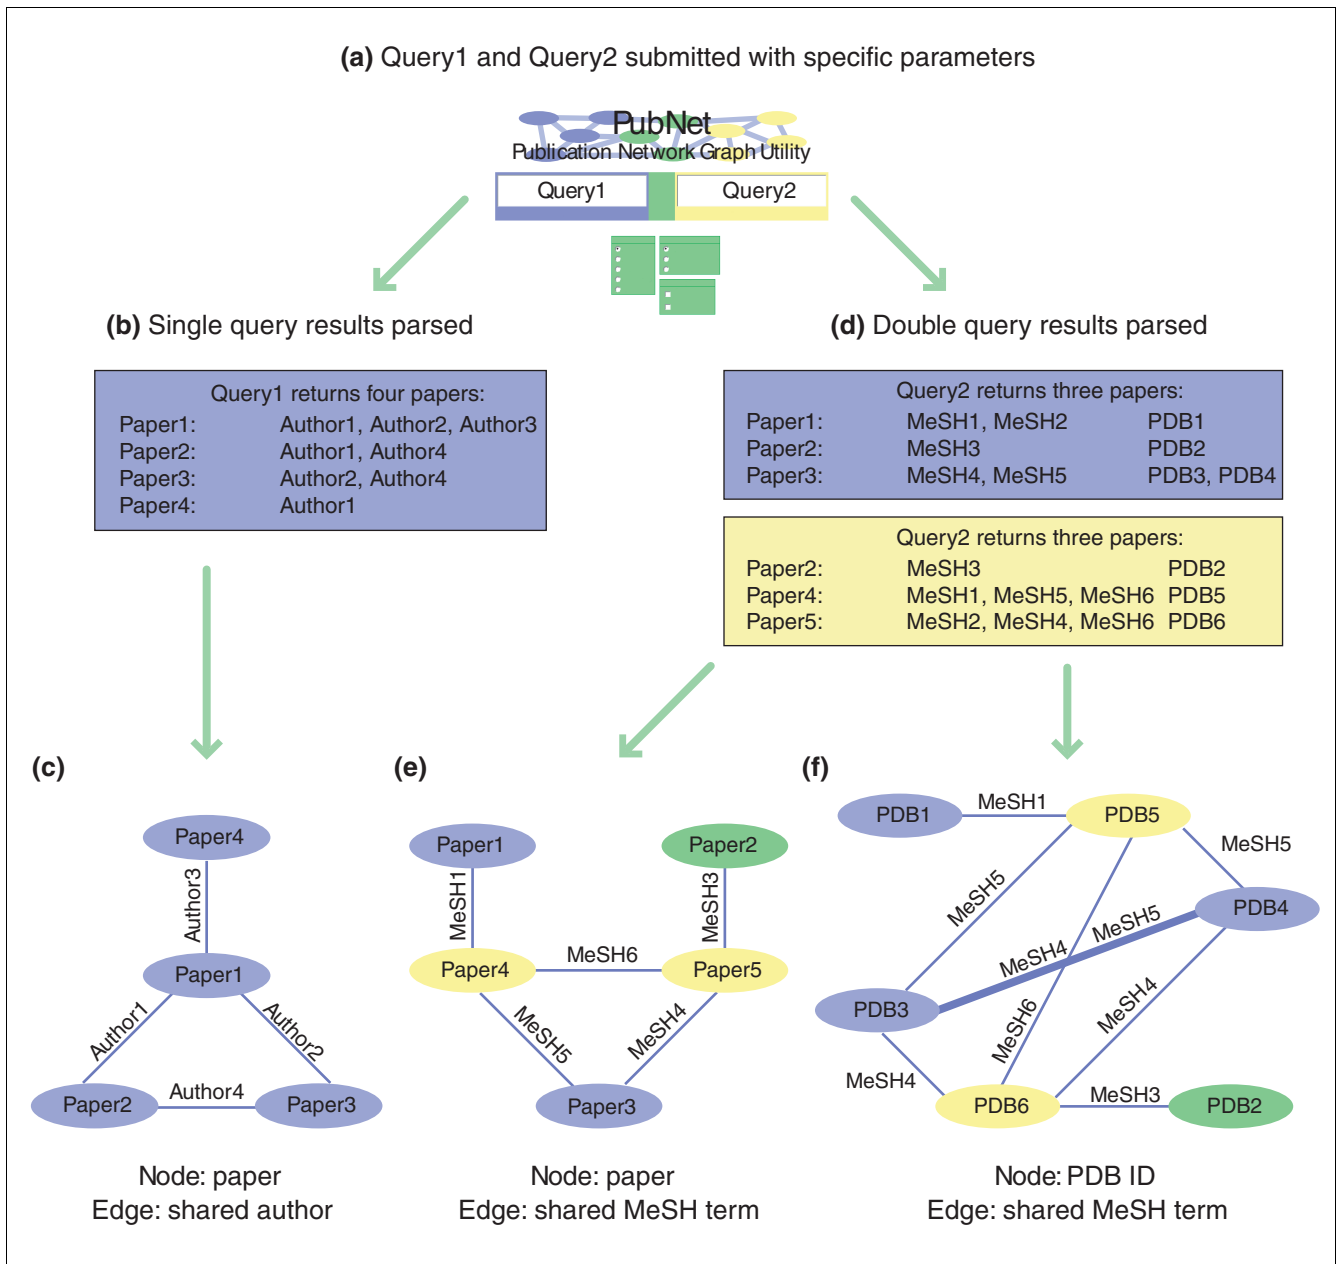 (a) Query1 and Query2 submitted with specific parameters
PubNet
Publication Network Graph Utility
Query1
Query2
(b) Single query results parsed
Query1 returns four papers:
Paper1: Author1, Author2, Author3
Paper2: Author1, Author4
Paper3: Author2, Author4
Paper4: Author1
(d) Double query results parsed
Query2 returns three papers:
Paper1: MeSH1, MeSH2 PDB1
Paper2: MeSH3 PDB2
Paper3: MeSH4, MeSH5 PDB3, PDB4
Query2 returns three papers:
Paper2: MeSH3 PDB2
Paper4: MeSH1, MeSH5, MeSH6 PDB5
Paper5: MeSH2, MeSH4, MeSH6 PDB6
(c)
Paper4
Author3
Paper1
Author1
Author2
Paper2
Author4
Paper3
Node: paper
Edge: shared author
(e)
Paper1
Paper2
MeSH1
MeSH3
Paper4
MeSH6
Paper5
MeSH5
MeSH4
Paper3
Node: paper
Edge: shared MeSH term
(f)
PDB1
MeSH1
PDB5
MeSH5
MeSH5
PDB4
MeSH4
MeSH5
PDB3
MeSH6
MeSH4
MeSH4
PDB6
MeSH3
PDB2
Node: PDB ID
Edge: shared MeSH term